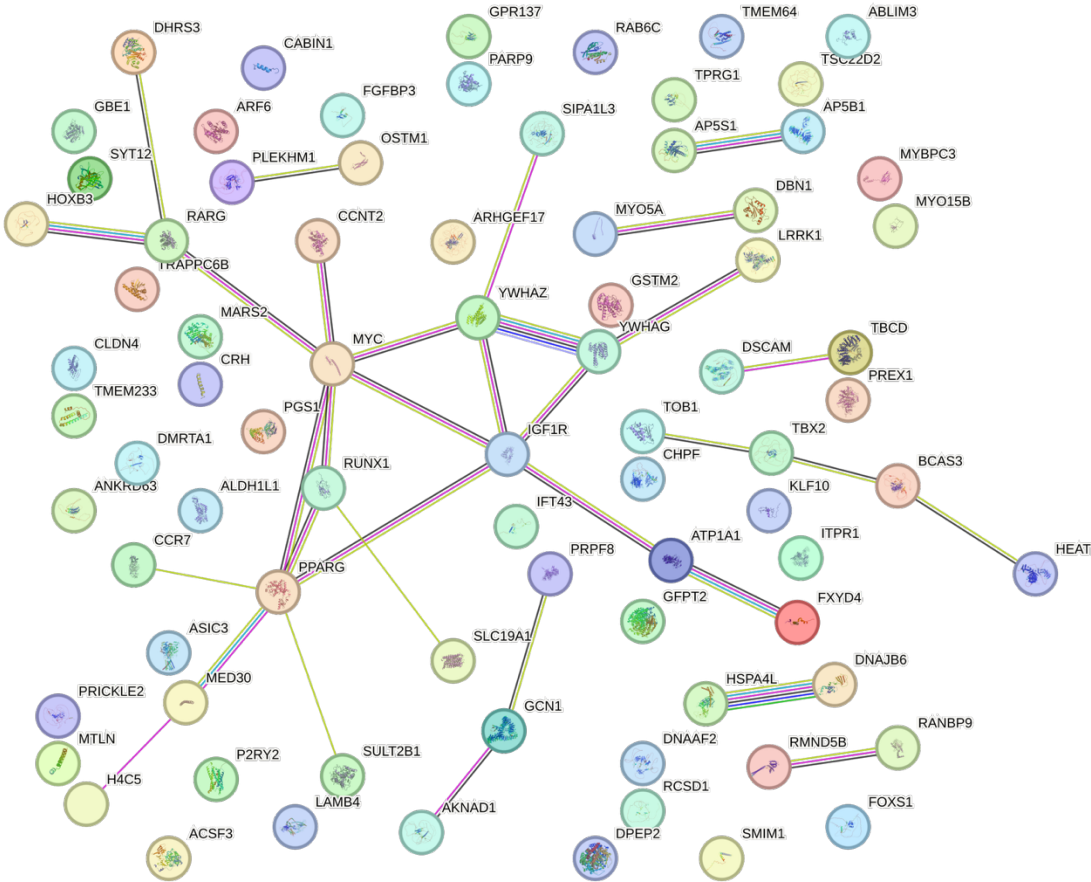 DHRS3
CABIN1
GPR137
RAB6C
TMEM64
ABLIM3
PARP9
TSC22D2
TPRG1
GBE1
ARF6
FGFBP3
SIPA1L3
AP5S1
AP5B1
OSTM1
SYT12
PLEKHM1
MYBPC3
HOXB3
RARG
CCNT2
ARHGEF17
MYO5A
DBN1
MYO15B
LRRK1
TRAPPC6B
YWHAZ
GSTM2
MARS2
MYC
YWHAG
CLDN4
CRH
DSCAM
TBCD
TMEM233
PREX1
PGS1
TOB1
TBX2
DMRTA1
RUNX1
IGF1R
CHPF
BCAS3
ANKRD63
ALDH1L1
IFT43
KLF10
CCR7
PPARG
PRPF8
ATP1A1
ITPR1
HEAT
GFPT2
FXYD4
ASIC3
SLC19A1
MED30
HSPA4L
DNAJB6
PRICKLE2
GCN1
MTLN
P2RY2
SULT2B1
DNAAF2
RMND5B
RANBP9
H4C5
LAMB4
AKNAD1
RCSD1
FOXS1
ACSF3
DPEP2
SMIM1